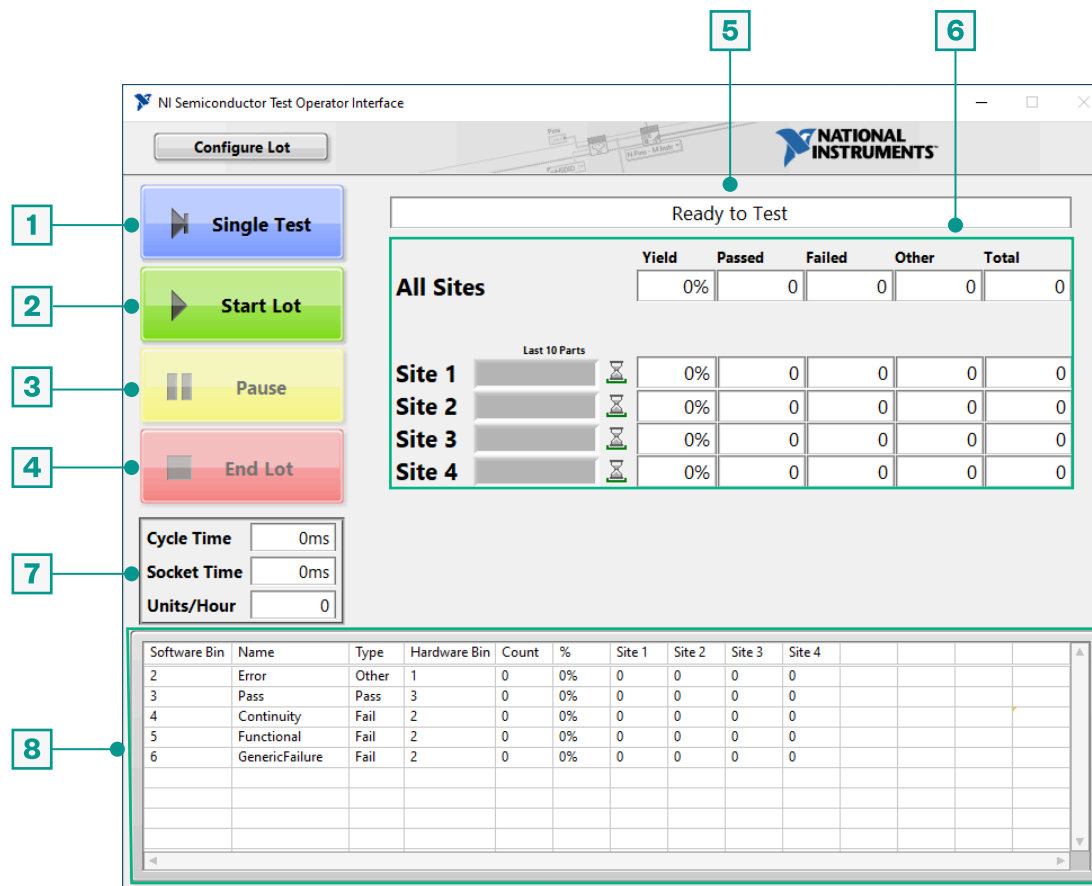 5 6
NI Semiconductor Test Operator Interface
Configure Lot
NATIONAL INSTRUMENTS
1 Single Test
Ready to Test
Yield Passed Failed Other Total
All Sites 0% 0 0 0 0
2 Start Lot
Last 10 Parts
3 Pause
Site 1 0% 0 0 0 0
Site 2 0% 0 0 0 0
Site 3 0% 0 0 0 0
4 End Lot
Site 4 0% 0 0 0 0
Cycle Time 0ms
7 Socket Time 0ms
Units/Hour 0
Software Bin Name Type Hardware Bin Count % Site 1 Site 2 Site 3 Site 4
2 Error Other 1 0 0% 0 0 0 0
3 Pass Pass 3 0 0% 0 0 0 0
4 Continuity Fail 2 0 0% 0 0 0 0
5 Functional Fail 2 0 0% 0 0 0 0
8
6 GenericFailure Fail 2 0 0% 0 0 0 0